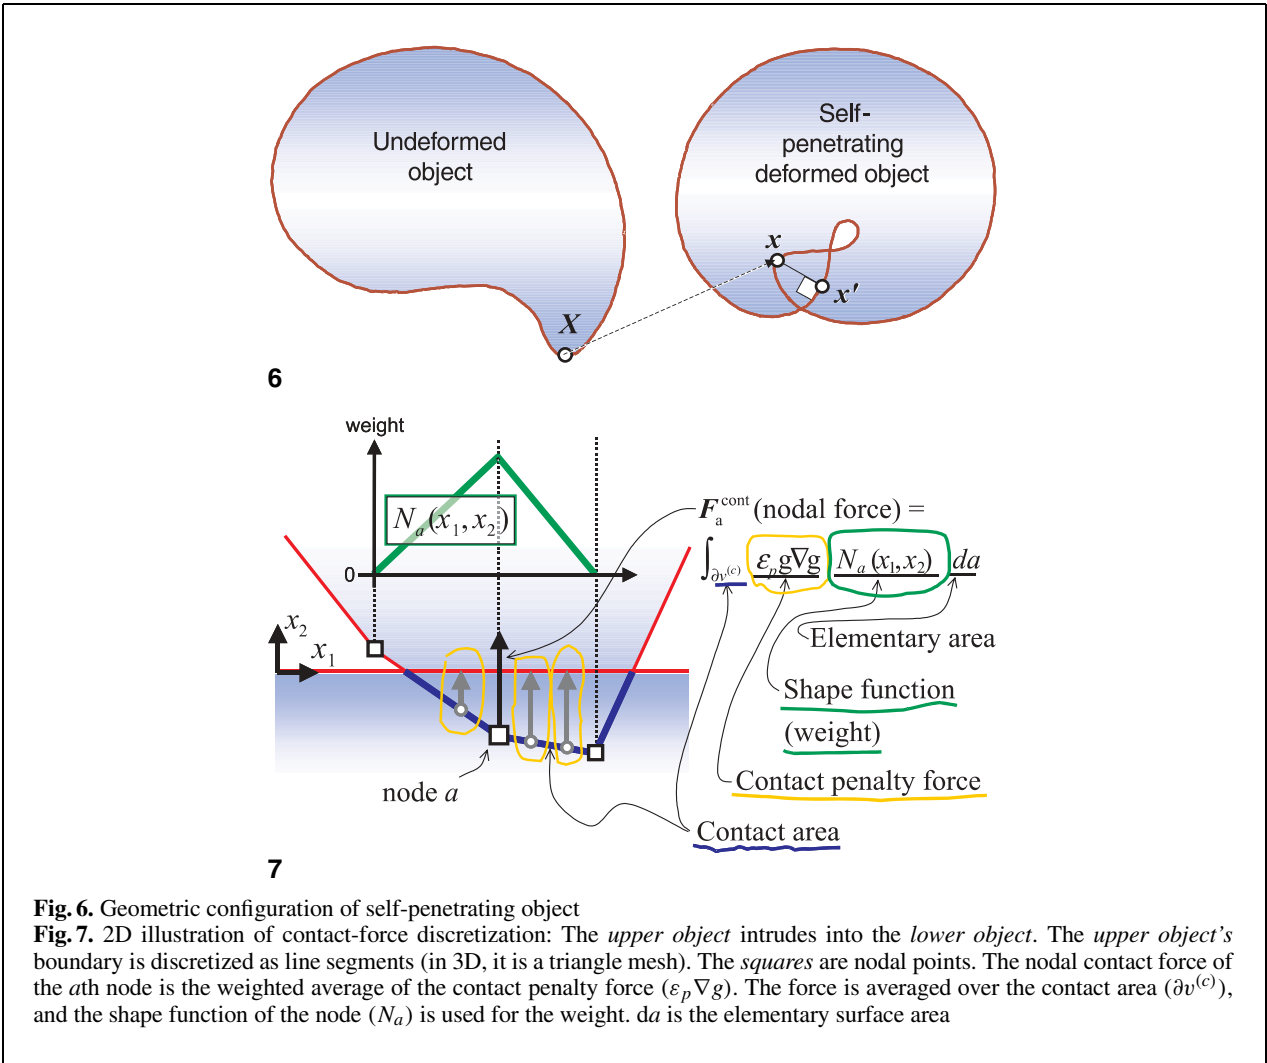 Undeformed
object
Self-
penetrating
deformed object
x
x′
X
6
weight
N_a(x_1, x_2)
0
F_a^cont (nodal force) =
∫_∂v^(c) ε_p g∇g N_a(x_1, x_2) da
x_2
x_1
Elementary area
Shape function
(weight)
Contact penalty force
node a
Contact area
7
Fig. 6. Geometric configuration of self-penetrating object
Fig. 7. 2D illustration of contact-force discretization: The upper object intrudes into the lower object. The upper object's
boundary is discretized as line segments (in 3D, it is a triangle mesh). The squares are nodal points. The nodal contact force of
the ath node is the weighted average of the contact penalty force (ε_p∇g). The force is averaged over the contact area (∂v^(c)),
and the shape function of the node (N_a) is used for the weight. da is the elementary surface area